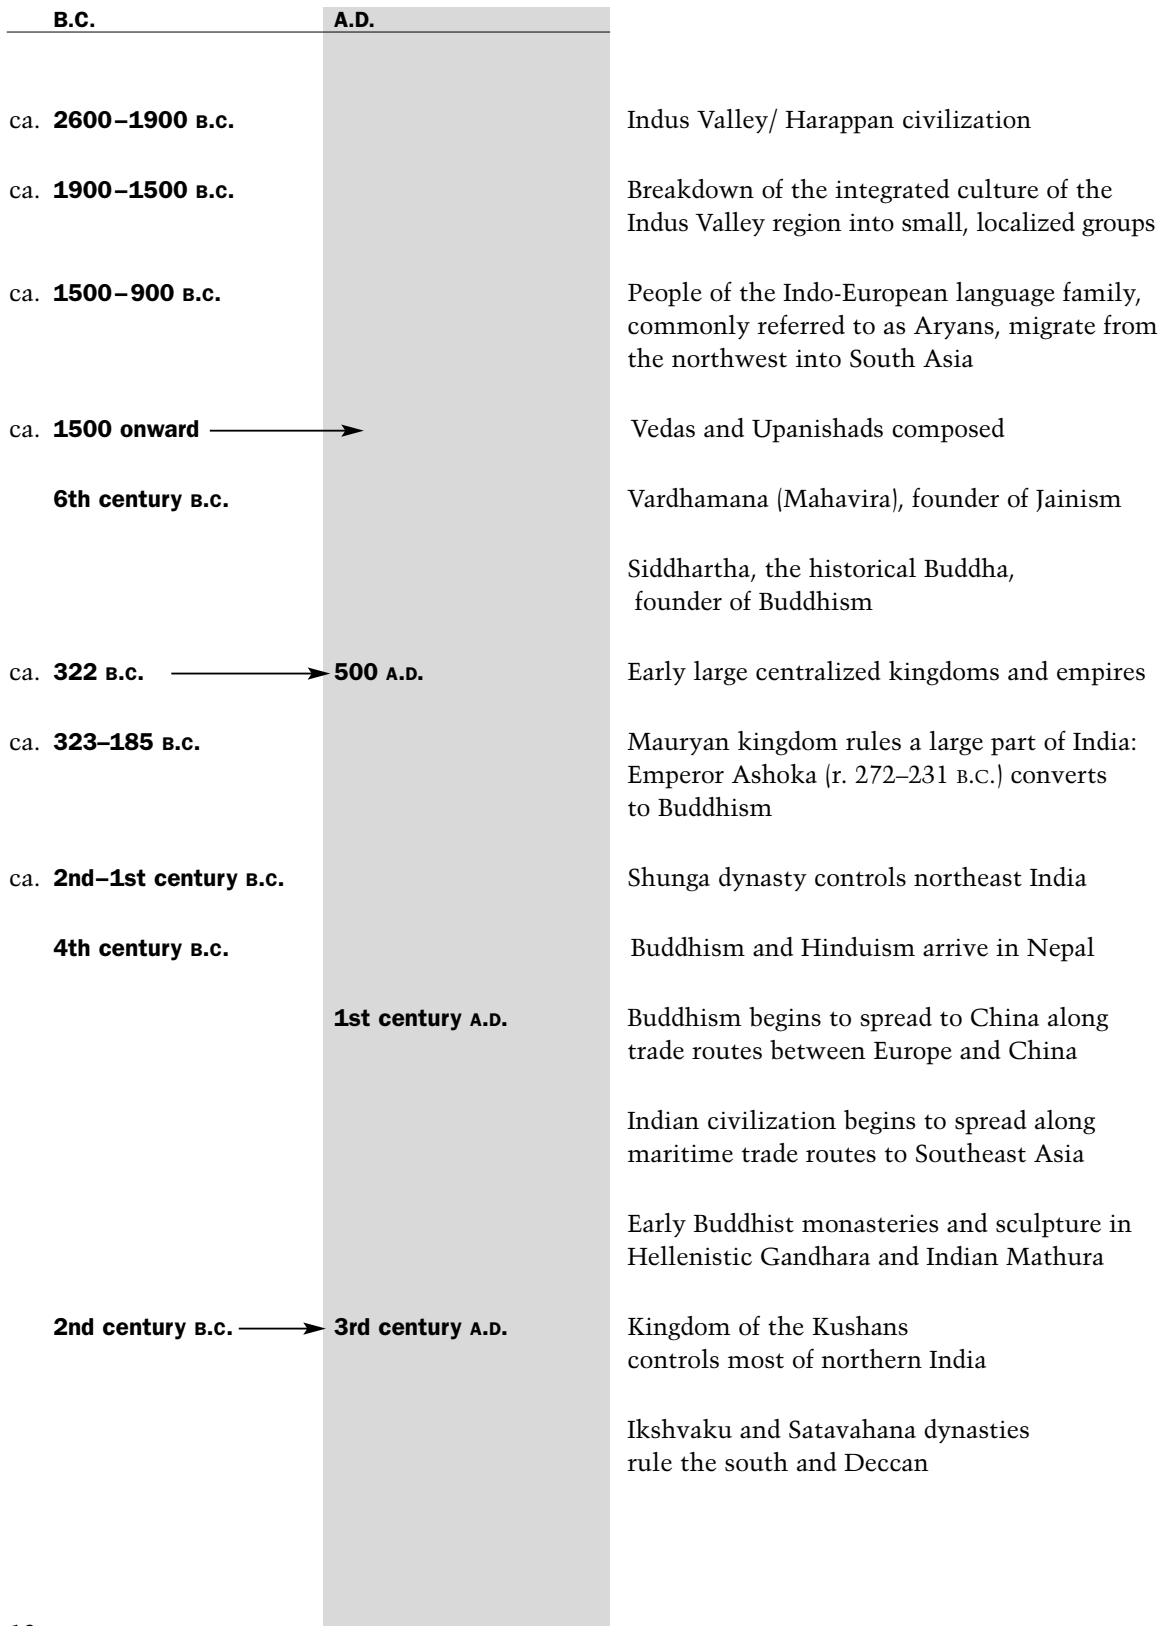 B.C. A.D.
ca. 2600–1900 B.C. Indus Valley/ Harappan civilization
ca. 1900–1500 B.C. Breakdown of the integrated culture of the
Indus Valley region into small, localized groups
ca. 1500–900 B.C. People of the Indo-European language family,
commonly referred to as Aryans, migrate from
the northwest into South Asia
ca. 1500 onward Vedas and Upanishads composed
6th century B.C. Vardhamana (Mahavira), founder of Jainism
Siddhartha, the historical Buddha,
founder of Buddhism
ca. 322 B.C. 500 A.D. Early large centralized kingdoms and empires
ca. 323–185 B.C. Mauryan kingdom rules a large part of India:
Emperor Ashoka (r. 272–231 B.C.) converts
to Buddhism
ca. 2nd–1st century B.C. Shunga dynasty controls northeast India
4th century B.C. Buddhism and Hinduism arrive in Nepal
1st century A.D. Buddhism begins to spread to China along
trade routes between Europe and China
Indian civilization begins to spread along
maritime trade routes to Southeast Asia
Early Buddhist monasteries and sculpture in
Hellenistic Gandhara and Indian Mathura
2nd century B.C. 3rd century A.D. Kingdom of the Kushans
controls most of northern India
Ikshvaku and Satavahana dynasties
rule the south and Deccan